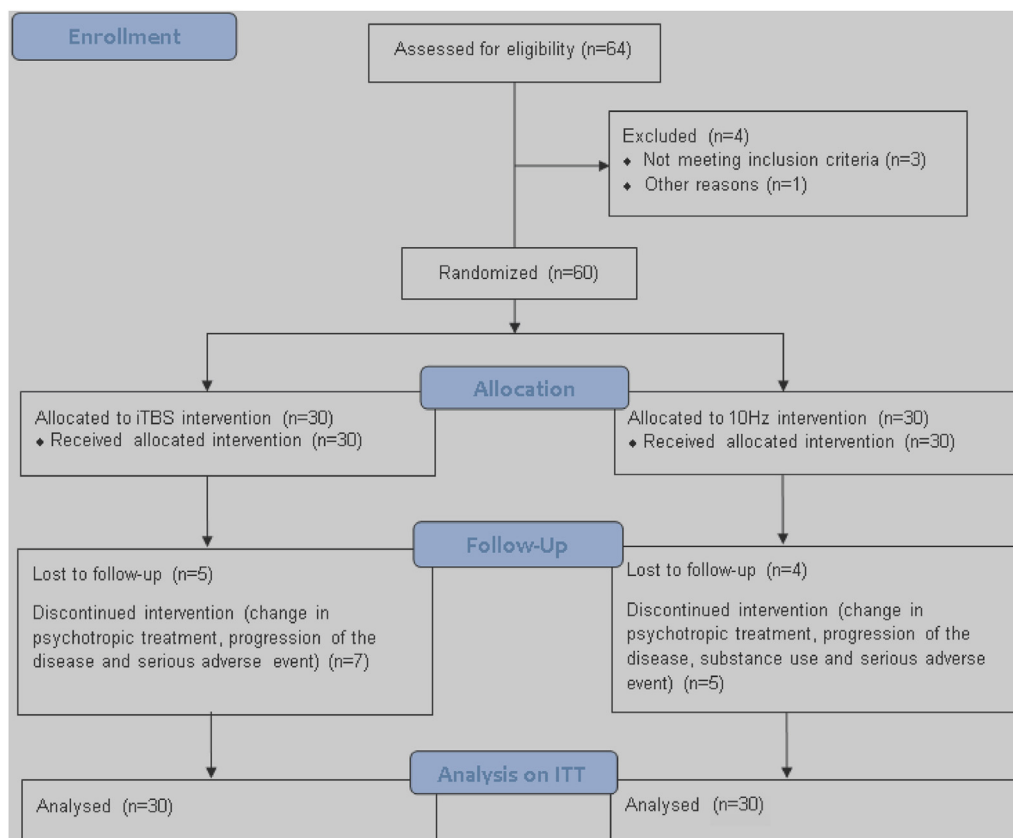 Enrollment
Assessed for eligibility (n=64)
Excluded (n=4)
♦ Not meeting inclusion criteria (n=3)
♦ Other reasons (n=1)
Randomized (n=60)
Allocation
Allocated to iTBS intervention (n=30)
♦ Received allocated intervention (n=30)
Allocated to 10Hz intervention (n=30)
♦ Received allocated intervention (n=30)
Follow-Up
Lost to follow-up (n=5)
Discontinued intervention (change in
psychotropic treatment, progression of the
disease and serious adverse event) (n=7)
Lost to follow-up (n=4)
Discontinued intervention (change in
psychotropic treatment, progression of the
disease, substance use and serious adverse
event) (n=5)
Analysis on ITT
Analysed (n=30)
Analysed (n=30)